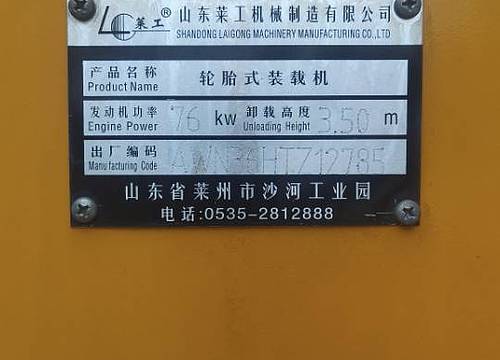 LC 莱工® 山东莱工机械制造有限公司
SHANDONG LAIGONG MACHINERY MANUFACTURING CO.,LTD
产品名称 轮胎式装载机
Product Name
发动机功率 76 kw 卸载高度 3.50 m
Engine Power Unloading Height
出厂编码 AWN36HTZ12785
Manufacturing Code
山东省莱州市沙河工业园
电话:0535-2812888